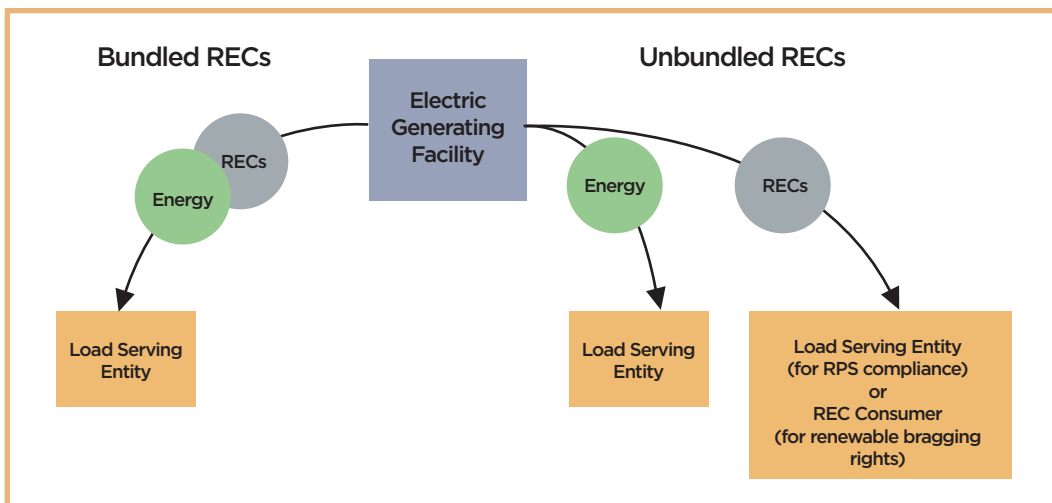 Bundled RECs
Unbundled RECs
Electric
Generating
Facility
RECs
Energy
Energy
RECs
Load Serving
Entity
Load Serving
Entity
Load Serving Entity
(for RPS compliance)
or
REC Consumer
(for renewable bragging
rights)